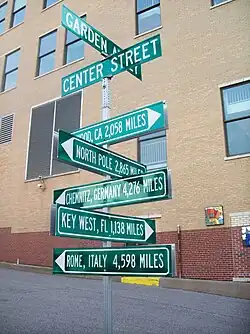 GARDEN
CENTER STREET
CA 2,058 MILES
NORTH POLE 2,865 MILES
CHEMNITZ, GERMANY 4,276 MILES
KEY WEST, FL 1,138 MILES
ROME, ITALY 4,598 MILES